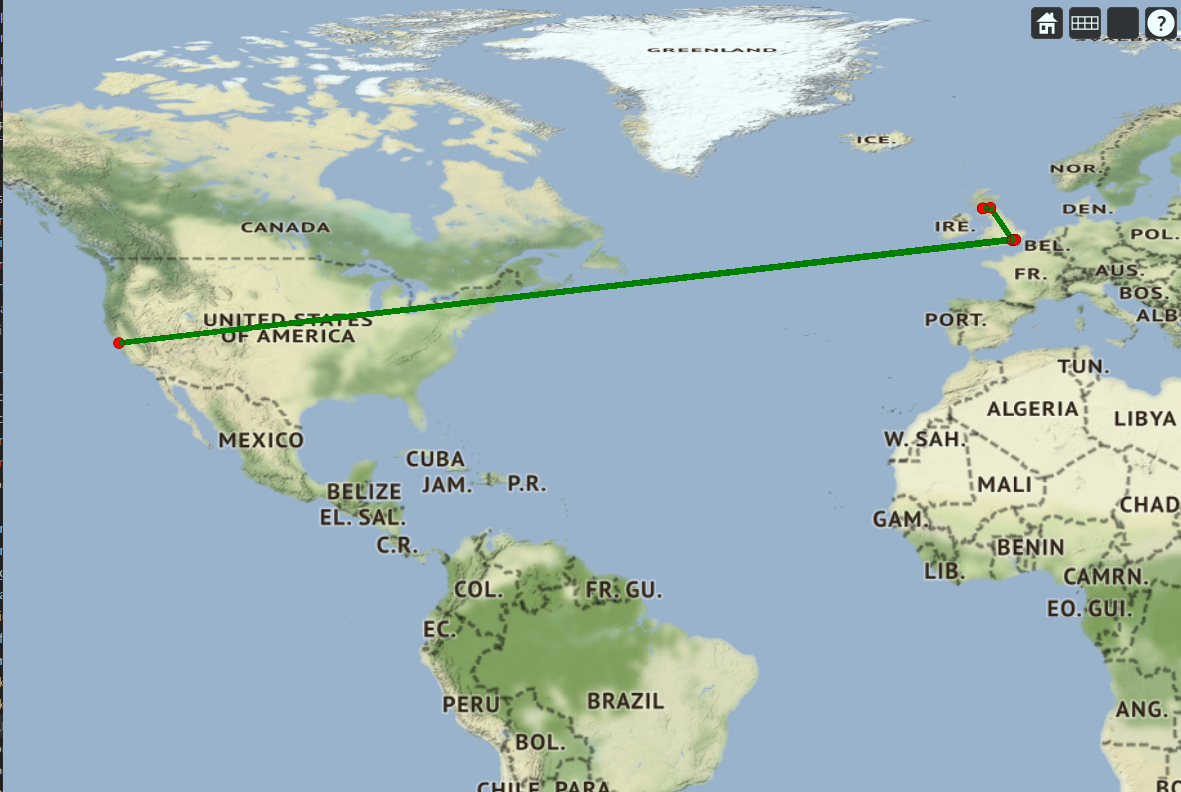 GREENLAND
?
ICE.
NOR.
DEN.
IRE.
CANADA
POL.
BEL.
FR.
AUS.
BOS.
UNITED STATES
OF AMERICA
PORT.
ALB
TUN.
ALGERIA
LIBYA
MEXICO
W. SAH.
CUBA
JAM.
P.R.
MALI
BELIZE
CHAD
EL. SAL.
GAM.
C.R.
BENIN
LIB.
CAMRN.
COL.
FR. GU.
EQ. GUI.
EC.
PERU
BRAZIL
ANG.
BOL.
CHILE
PARA.